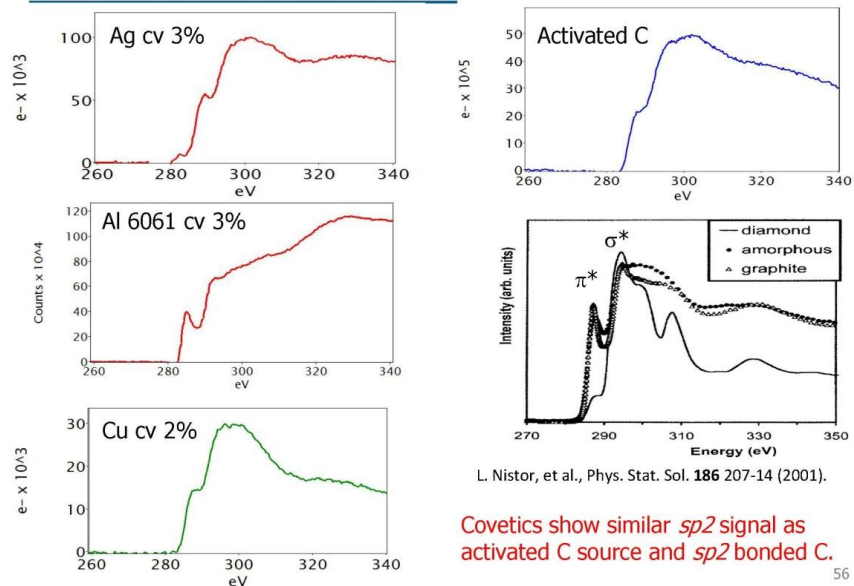 Ag cv 3%
e- x 10^3
100
50
0
260 280 300 320 340
eV
Al 6061 cv 3%
Counts x 10^4
120
100
80
60
40
20
0
260 280 300 320 340
eV
Cu cv 2%
e- x 10^3
30
20
10
0
260 280 300 320 340
eV
Activated C
e- x 10^5
50
40
30
20
10
0
260 280 300 320 340
eV
σ*
π*
diamond
amorphous
graphite
Intensity (arb. units)
270 290 310 330 350
Energy (eV)
L. Nistor, et al., Phys. Stat. Sol. 186 207-14 (2001).
Covetics show similar sp2 signal as
activated C source and sp2 bonded C.
56